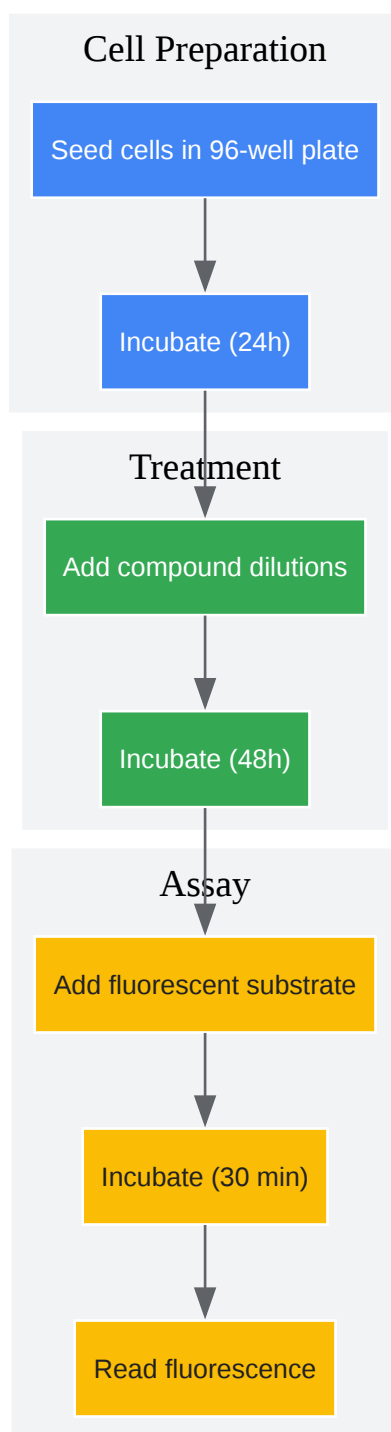 Cell Preparation
Seed cells in 96-well plate
Incubate (24h)
Treatment
Add compound dilutions
Incubate (48h)
Assay
Add fluorescent substrate
Incubate (30 min)
Read fluorescence